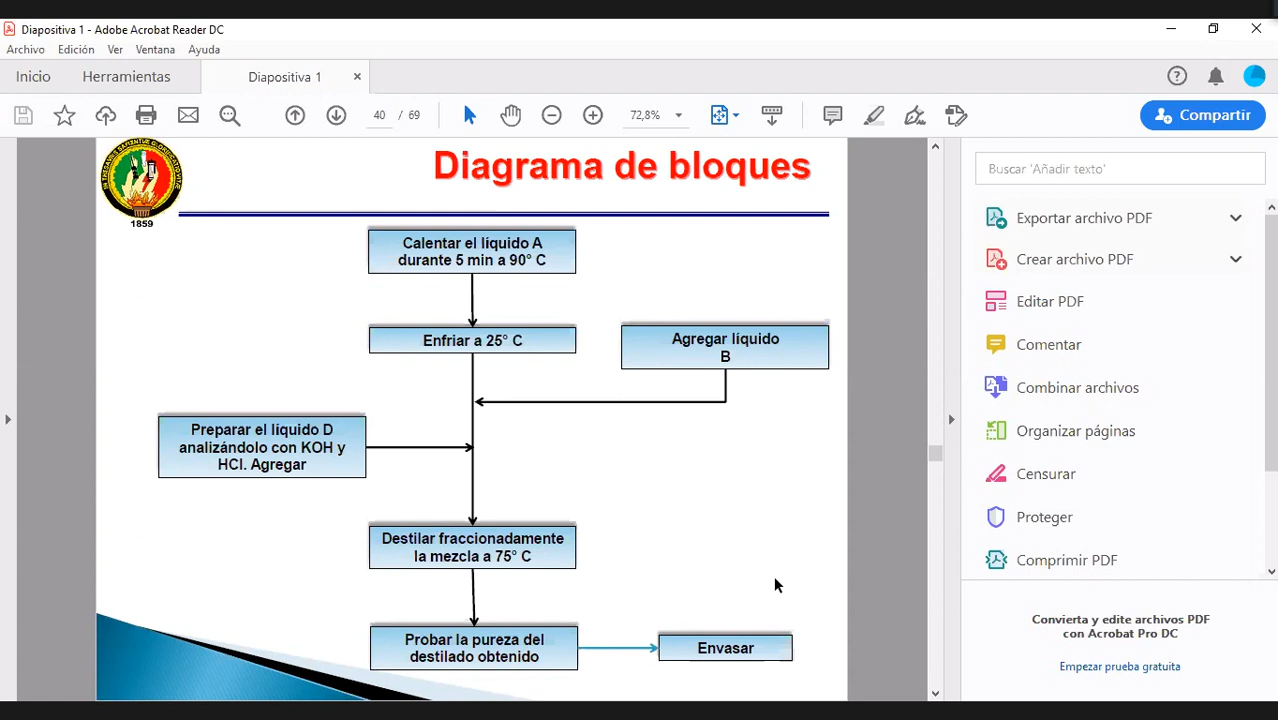 Diapositiva 1 - Adobe Acrobat Reader DC
Archivo Edición Ver Ventana Ayuda
Inicio Herramientas Diapositiva 1
40 / 69 72,8% Compartir
Diagrama de bloques
1859
Calentar el líquido A
durante 5 min a 90° C
Enfriar a 25° C
Agregar líquido
B
Preparar el líquido D
analizándolo con KOH y
HCl. Agregar
Destilar fraccionadamente
la mezcla a 75° C
Probar la pureza del
destilado obtenido
Envasar
Buscar 'Añadir texto'
Exportar archivo PDF
Crear archivo PDF
Editar PDF
Comentar
Combinar archivos
Organizar páginas
Censurar
Proteger
Comprimir PDF
Convierta y edite archivos PDF
con Acrobat Pro DC
Empezar prueba gratuita